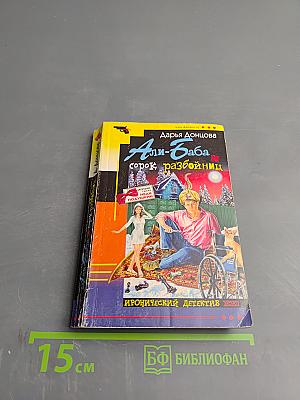 Дарья Донцова
Али-Баба и
сорок разбойниц
ИРОНИЧЕСКИЙ ДЕТЕКТИВ
15 см
БФ БИБЛИОФАН